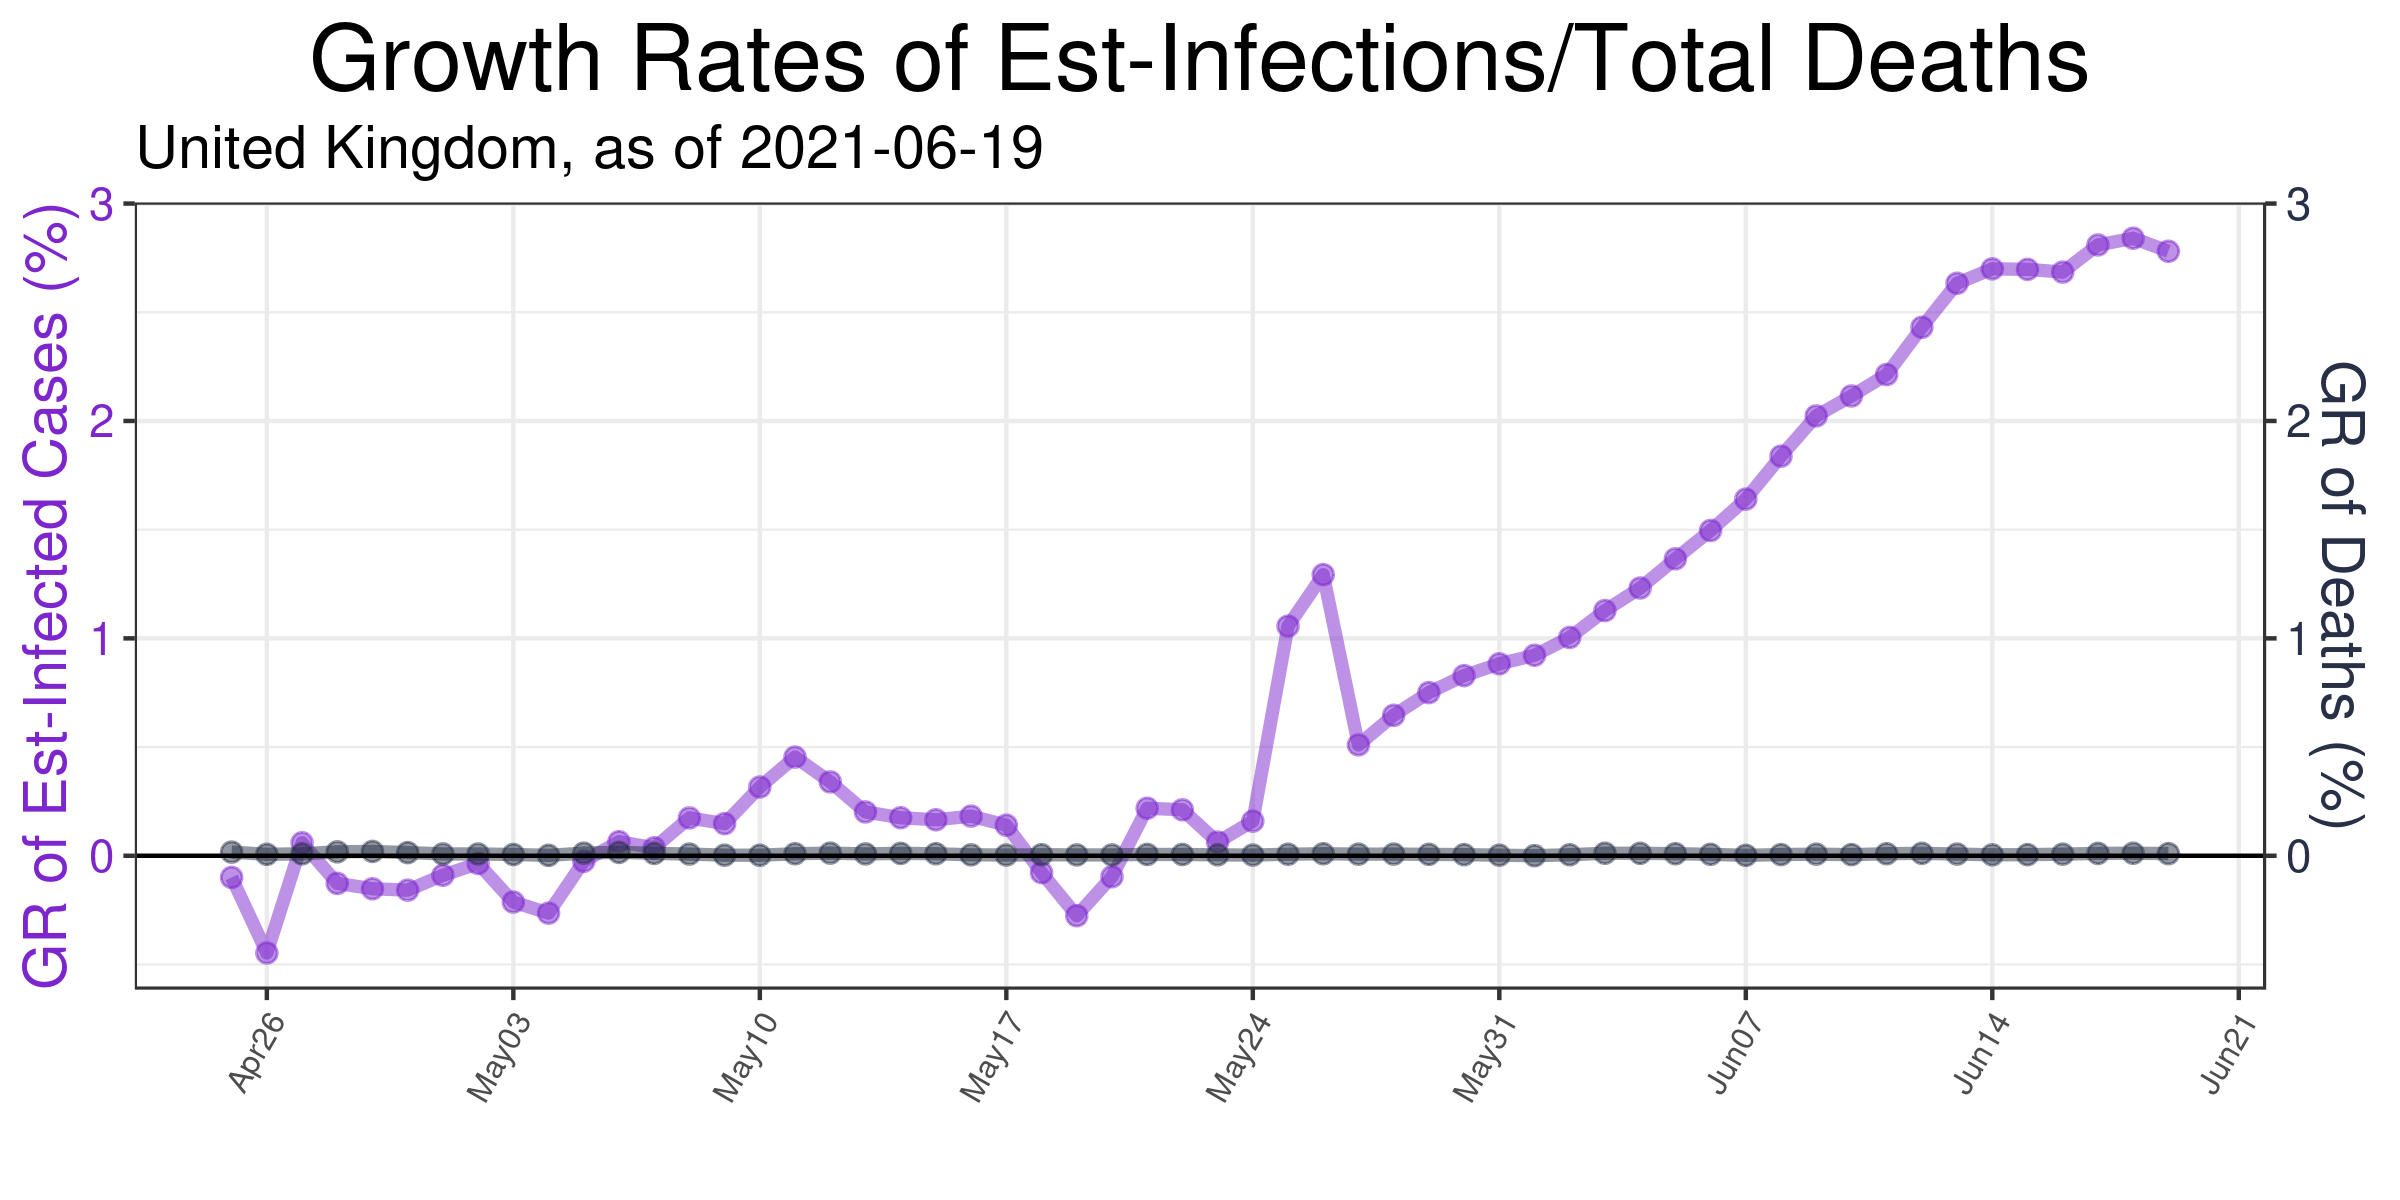 Growth Rates of Est-Infections/Total Deaths
United Kingdom, as of 2021-06-19
GR of Est-Infected Cases (%)
3
2
1
0
3
2
1
0
GR of Deaths (%)
Apr26
May03
May10
May17
May24
May31
Jun07
Jun14
Jun21